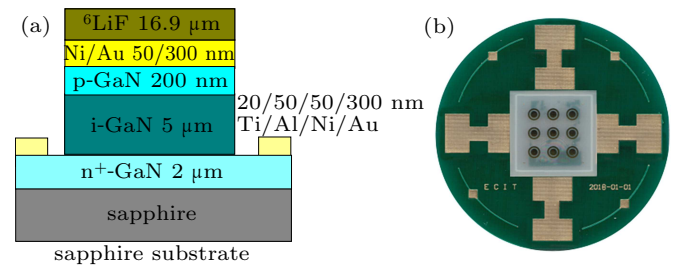 (a)
⁶LiF 16.9 µm
Ni/Au 50/300 nm
p-GaN 200 nm
i-GaN 5 µm
20/50/50/300 nm
Ti/Al/Ni/Au
n⁺-GaN 2 µm
sapphire
sapphire substrate
(b)
ECIT
2018-01-01